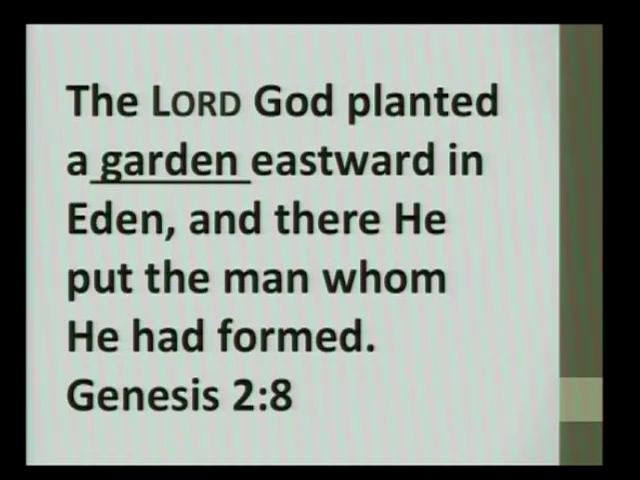 The LORD God planted
a garden eastward in
Eden, and there He
put the man whom
He had formed.
Genesis 2:8